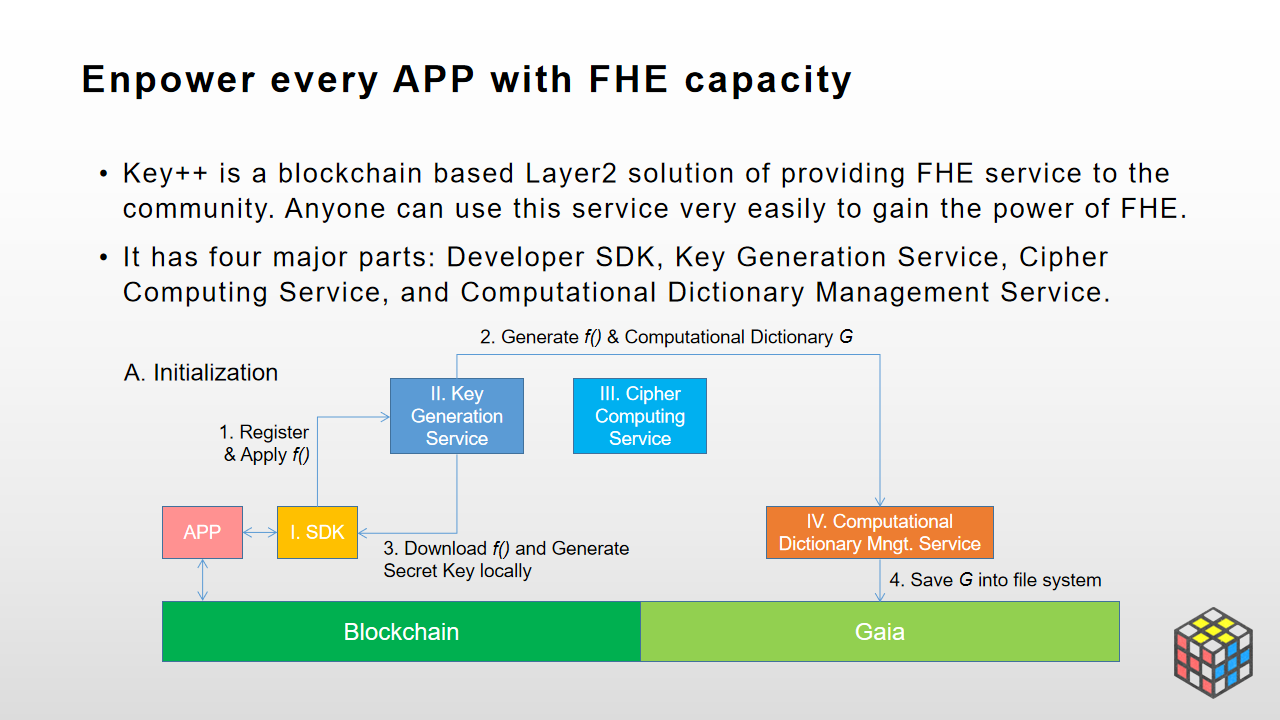 Enpower every APP with FHE capacity
• Key++ is a blockchain based Layer2 solution of providing FHE service to the
community. Anyone can use this service very easily to gain the power of FHE.
• It has four major parts: Developer SDK, Key Generation Service, Cipher
Computing Service, and Computational Dictionary Management Service.
2. Generate f() & Computational Dictionary G
A. Initialization
II. Key
Generation
Service
III. Cipher
Computing
Service
1. Register
& Apply f()
APP
I. SDK
IV. Computational
Dictionary Mngt. Service
3. Download f() and Generate
Secret Key locally
4. Save G into file system
Blockchain
Gaia